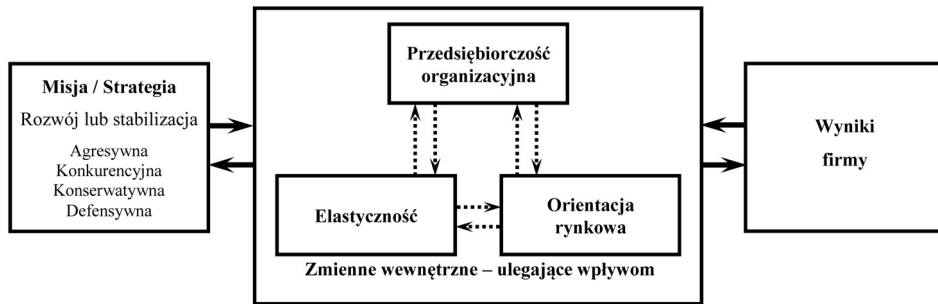 Misja / Strategia
Rozwój lub stabilizacja
Agresywna
Konkurencyjna
Konserwatywna
Defensywna
Przedsiębiorczość
organizacyjna
Elastyczność
Orientacja
rynkowa
Zmienne wewnętrzne – ulegające wpływom
Wyniki
firmy